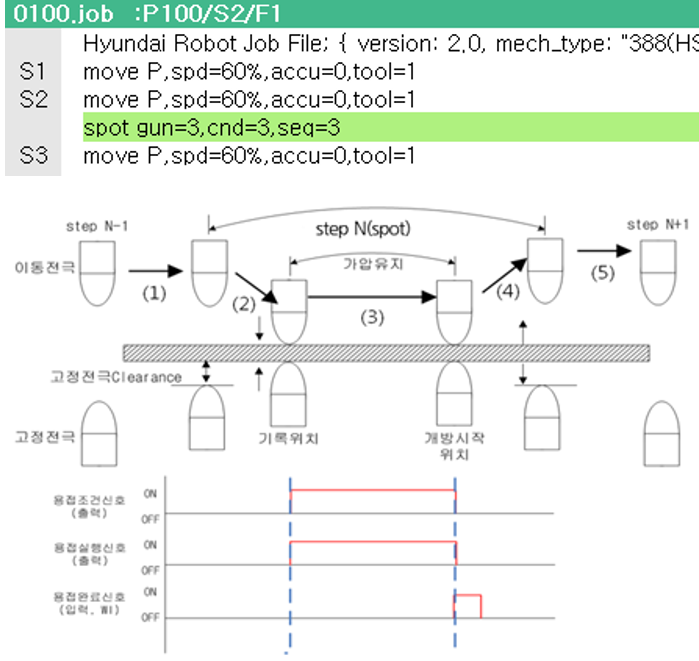 0100.job :P100/S2/F1
Hyundai Robot Job File; { version: 2.0, mech_type: "388(HS
S1 move P,spd=60%,accu=0,tool=1
S2 move P,spd=60%,accu=0,tool=1
spot gun=3,cnd=3,seq=3
S3 move P,spd=60%,accu=0,tool=1
step N-1
step N(spot)
step N+1
이동전극
가압유지
(1)
(2)
(3)
(4)
(5)
고정전극Clearance
고정전극
기록위치
개방시작
위치
용접조건신호
(출력)
ON
OFF
용접실행신호
(출력)
ON
OFF
용접완료신호
(입력, WI)
ON
OFF